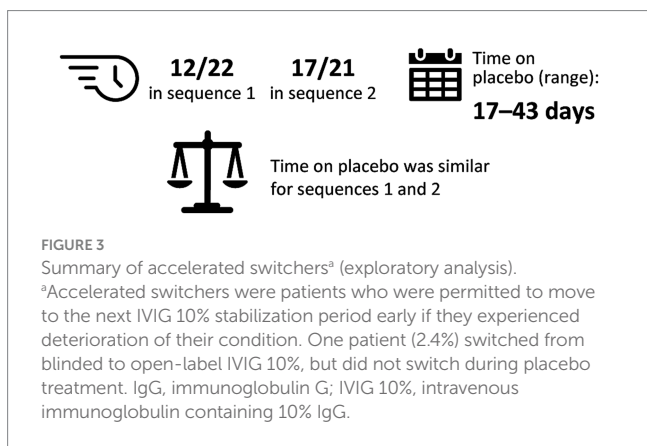 12/22
in sequence 1
17/21
in sequence 2
Time on
placebo (range):
17–43 days
Time on placebo was similar
for sequences 1 and 2
FIGURE 3
Summary of accelerated switchersᵃ (exploratory analysis).
ᵃAccelerated switchers were patients who were permitted to move
to the next IVIG 10% stabilization period early if they experienced
deterioration of their condition. One patient (2.4%) switched from
blinded to open-label IVIG 10%, but did not switch during placebo
treatment. IgG, immunoglobulin G; IVIG 10%, intravenous
immunoglobulin containing 10% IgG.